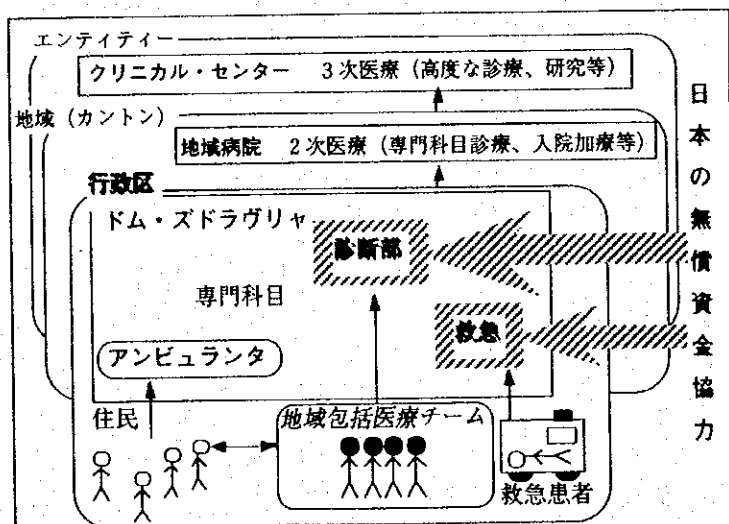 エンティティー
クリニカル・センター 3次医療（高度な診療、研究等）
地域（カントン）
地域病院 2次医療（専門科目診療、入院加療等）
行政区
ドム・ズドラヴリャ
診断部
専門科目
救急
アンビュランタ
住民
地域包括医療チーム
救急患者
日本の無償資金協力